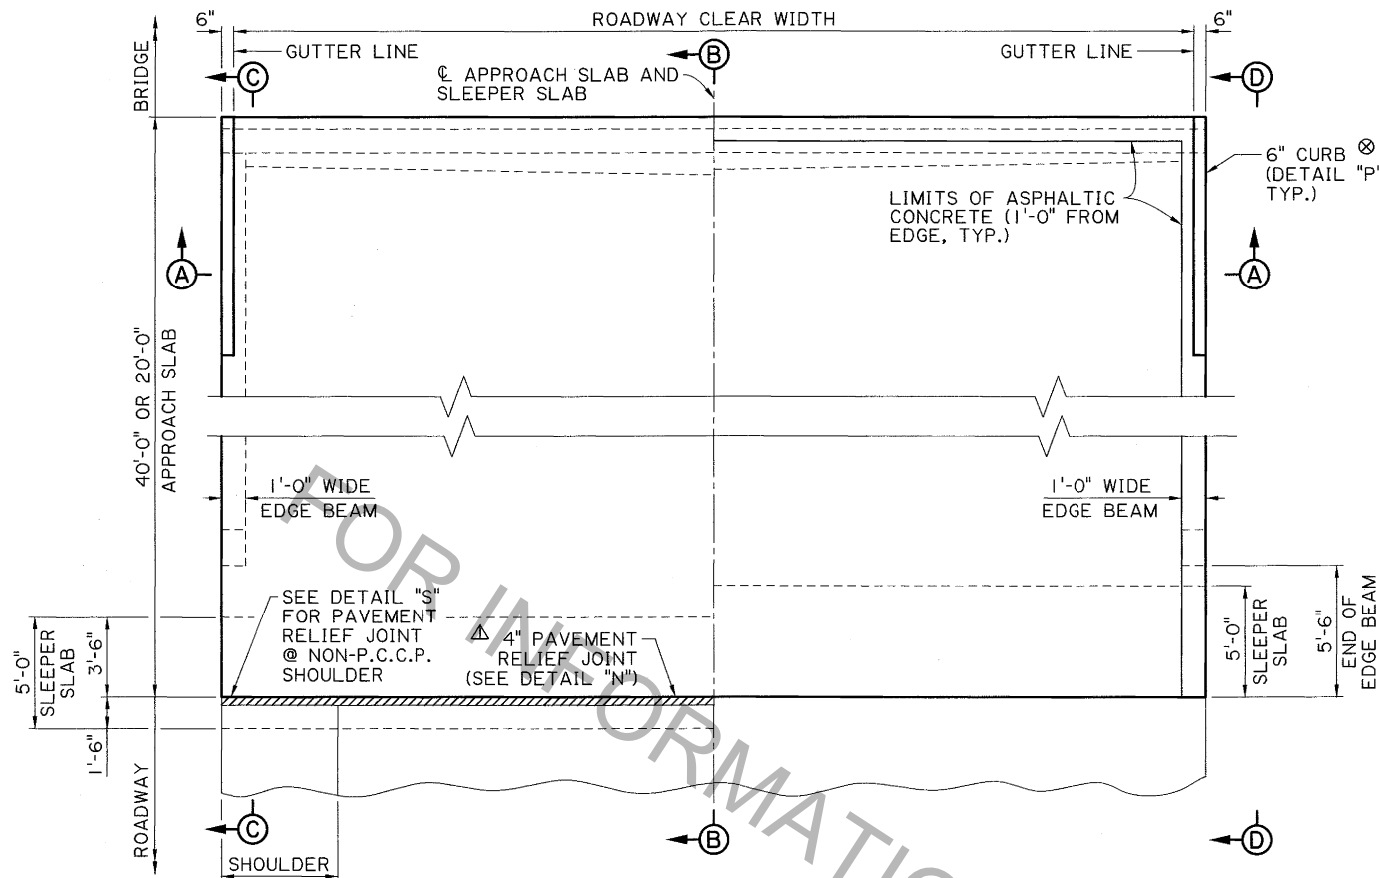 6"
ROADWAY CLEAR WIDTH
6"
GUTTER LINE
GUTTER LINE
B
C
D
BRIDGE
℄ APPROACH SLAB AND
SLEEPER SLAB
6" CURB ⊗
(DETAIL "P"
TYP.)
LIMITS OF ASPHALTIC
CONCRETE (1'-0" FROM
EDGE, TYP.)
A
A
40'-0" OR 20'-0"
APPROACH SLAB
1'-0" WIDE
EDGE BEAM
1'-0" WIDE
EDGE BEAM
FOR INFORMATIO
SEE DETAIL "S"
FOR PAVEMENT
RELIEF JOINT
@ NON-P.C.C.P.
SHOULDER
4" PAVEMENT
RELIEF JOINT
(SEE DETAIL "N")
5'-0"
SLEEPER
SLAB
3'-6"
1'-6"
5'-0"
SLEEPER
SLAB
5'-6"
END OF
EDGE BEAM
ROADWAY
C
B
D
SHOULDER